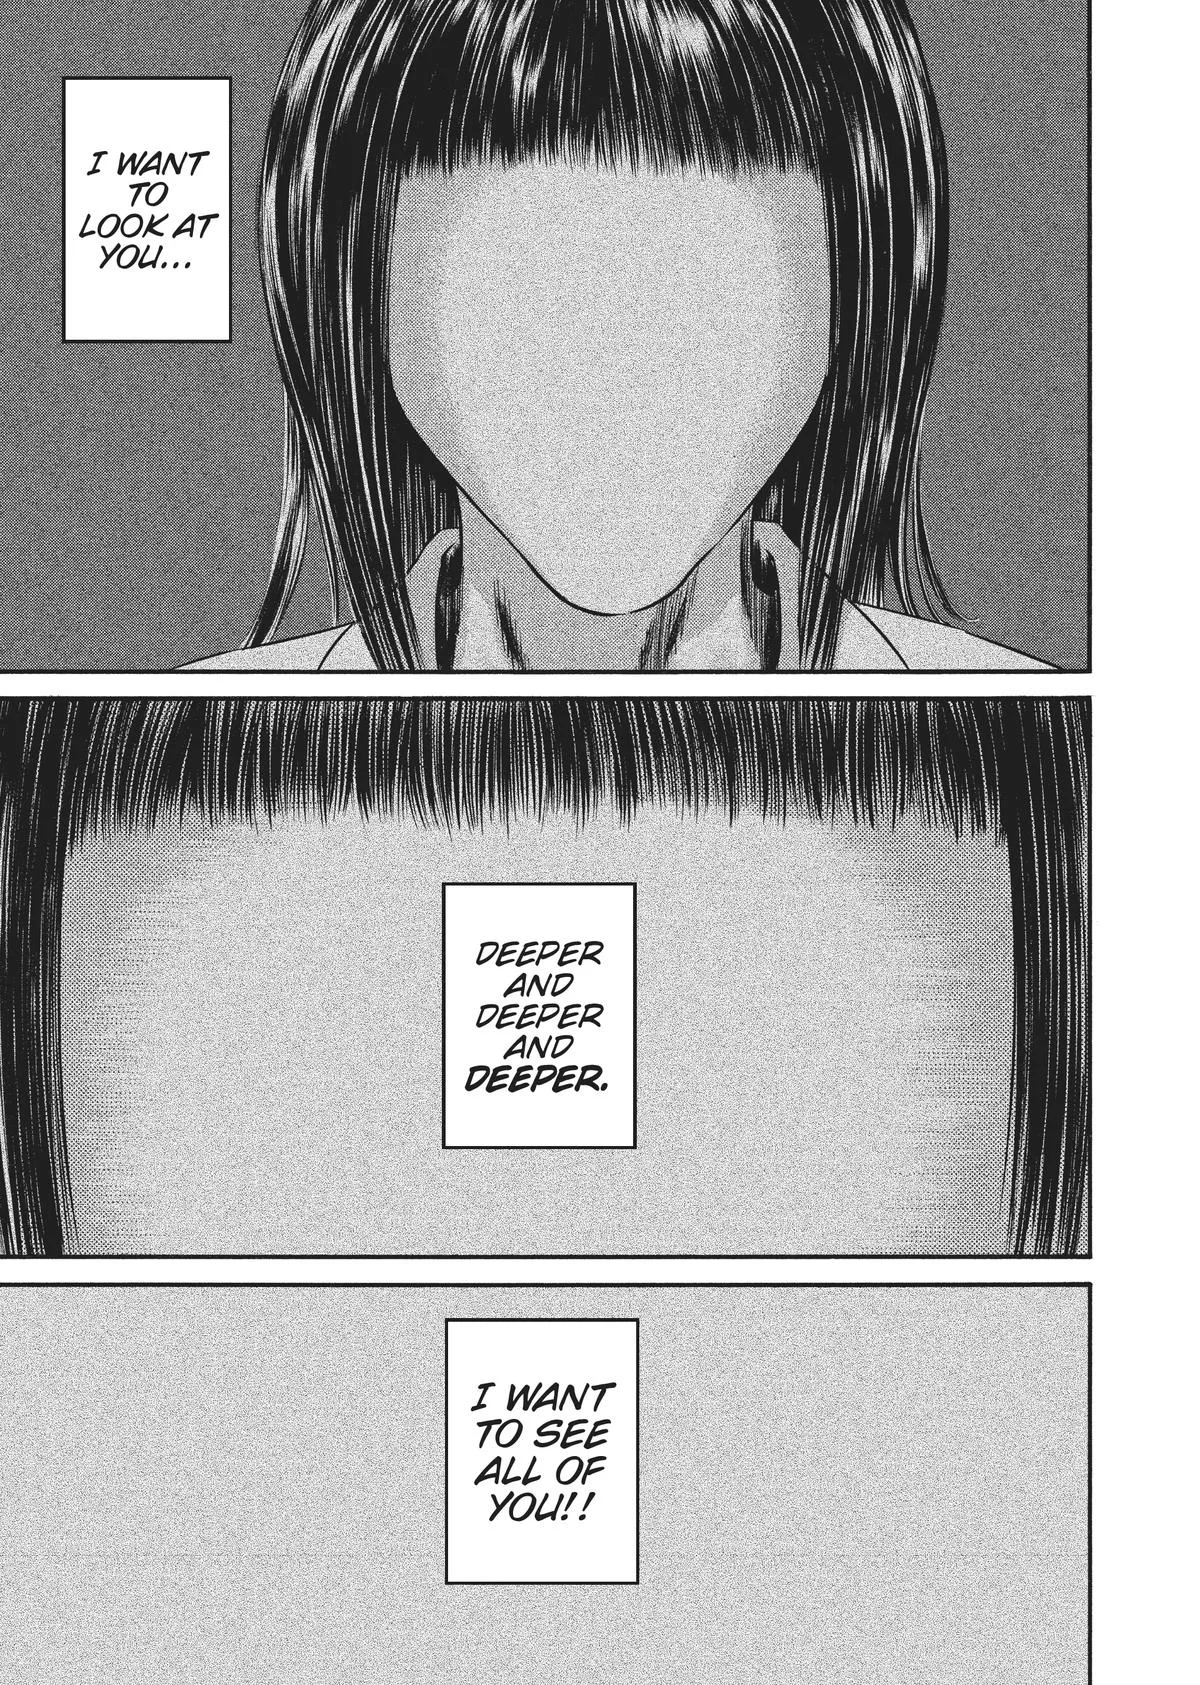 I WANT
TO
LOOK AT
YOU...
DEEPER
AND
DEEPER
AND
DEEPER.
I WANT
TO SEE
ALL OF
YOU!!